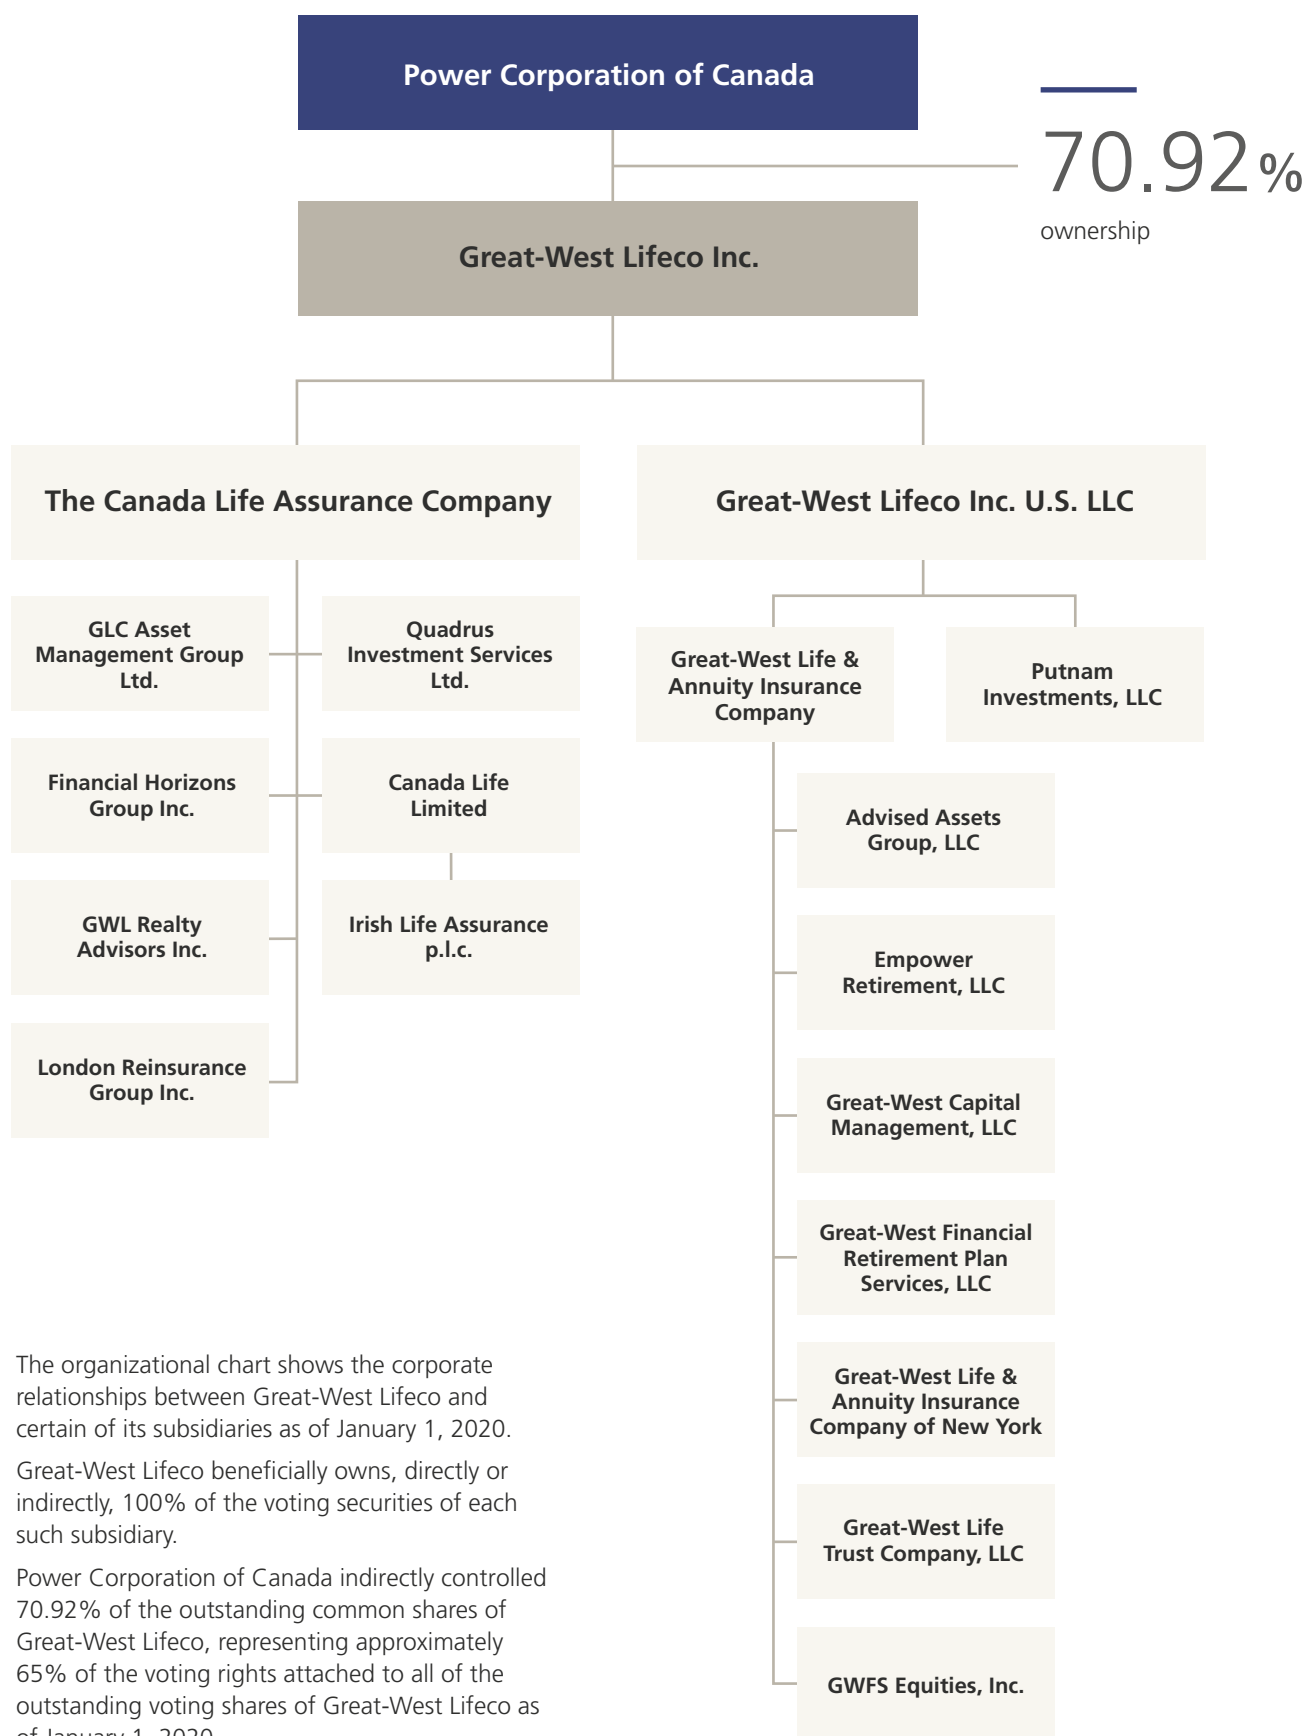 Power Corporation of Canada
70.92%
ownership
Great-West Lifeco Inc.
The Canada Life Assurance Company
GLC Asset
Management Group
Ltd.
Quadrus
Investment Services
Ltd.
Financial Horizons
Group Inc.
Canada Life
Limited
GWL Realty
Advisors Inc.
Irish Life Assurance
p.l.c.
London Reinsurance
Group Inc.
Great-West Lifeco Inc. U.S. LLC
Great-West Life &
Annuity Insurance
Company
Putnam
Investments, LLC
Advised Assets
Group, LLC
Empower
Retirement, LLC
Great-West Capital
Management, LLC
Great-West Financial
Retirement Plan
Services, LLC
Great-West Life &
Annuity Insurance
Company of New York
Great-West Life
Trust Company, LLC
GWFS Equities, Inc.
The organizational chart shows the corporate
relationships between Great-West Lifeco and
certain of its subsidiaries as of January 1, 2020.
Great-West Lifeco beneficially owns, directly or
indirectly, 100% of the voting securities of each
such subsidiary.
Power Corporation of Canada indirectly controlled
70.92% of the outstanding common shares of
Great-West Lifeco, representing approximately
65% of the voting rights attached to all of the
outstanding voting shares of Great-West Lifeco as
of January 1, 2020